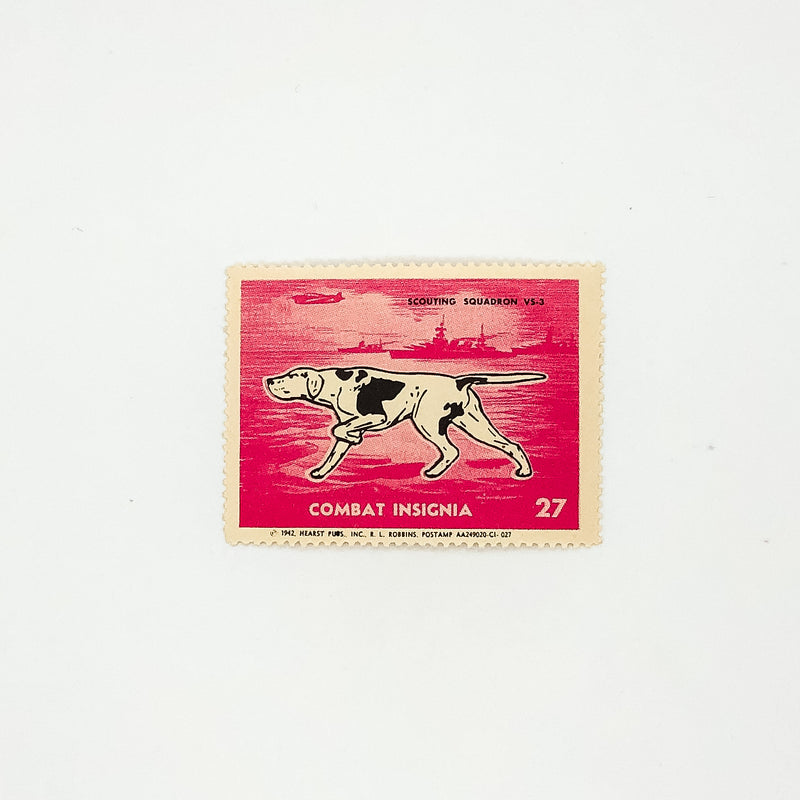 SCOUTING SQUADRON VS-3
COMBAT INSIGNIA
27
© 1942, HEARST PUBS., INC., R. L. ROBBINS, POSTAMP AA249020-CI- 027